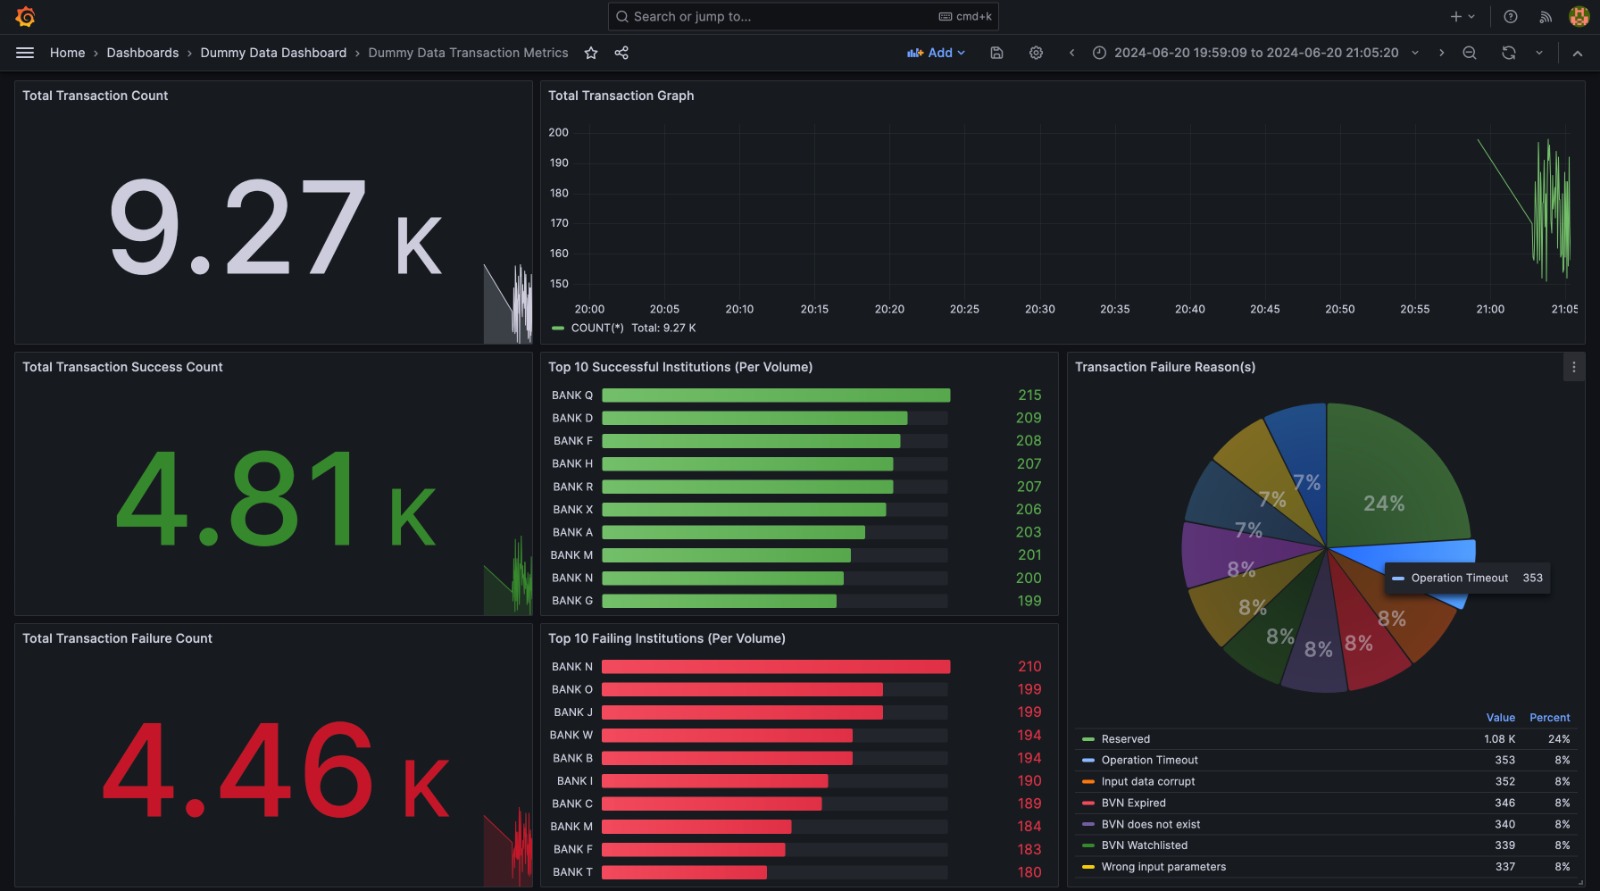 Search or jump to...
cmd+k
Home › Dashboards › Dummy Data Dashboard › Dummy Data Transaction Metrics
Add
2024-06-20 19:59:09 to 2024-06-20 21:05:20
Total Transaction Count
9.27 K
Total Transaction Graph
200
190
180
170
160
150
20:00 20:05 20:10 20:15 20:20 20:25 20:30 20:35 20:40 20:45 20:50 20:55 21:00 21:05
COUNT(*) Total: 9.27 K
Total Transaction Success Count
4.81 K
Top 10 Successful Institutions (Per Volume)
BANK Q 215
BANK D 209
BANK F 208
BANK H 207
BANK R 207
BANK X 206
BANK A 203
BANK M 201
BANK N 200
BANK G 199
Total Transaction Failure Count
4.46 K
Top 10 Failing Institutions (Per Volume)
BANK N 210
BANK O 199
BANK J 199
BANK W 194
BANK B 194
BANK I 190
BANK C 189
BANK M 184
BANK F 183
BANK T 180
Transaction Failure Reason(s)
7%
24%
7%
7%
8%
Operation Timeout 353
8%
8%
8%
8%
8%
Value Percent
Reserved 1.08 K 24%
Operation Timeout 353 8%
Input data corrupt 352 8%
BVN Expired 346 8%
BVN does not exist 340 8%
BVN Watchlisted 339 8%
Wrong input parameters 337 8%